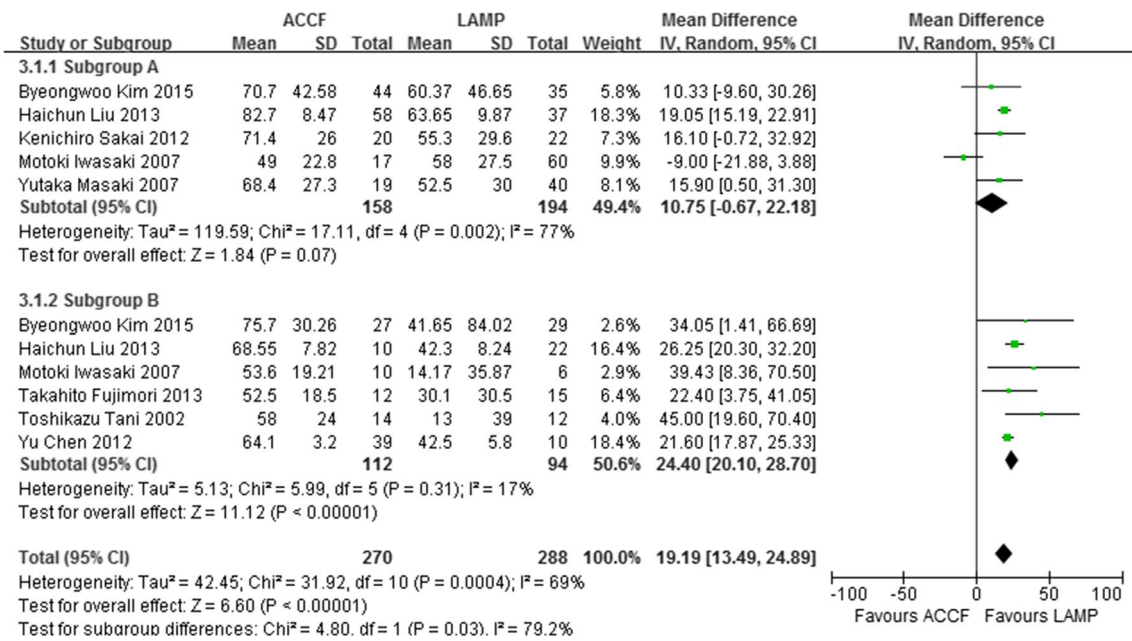 ACCF LAMP Mean Difference Mean Difference
Study or Subgroup Mean SD Total Mean SD Total Weight IV, Random, 95% CI IV, Random, 95% CI
3.1.1 Subgroup A
Byeongwoo Kim 2015 70.7 42.58 44 60.37 46.65 35 5.8% 10.33 [-9.60, 30.26]
Haichun Liu 2013 82.7 8.47 58 63.65 9.87 37 18.3% 19.05 [15.19, 22.91]
Kenichiro Sakai 2012 71.4 26 20 55.3 29.6 22 7.3% 16.10 [-0.72, 32.92]
Motoki Iwasaki 2007 49 22.8 17 58 27.5 60 9.9% -9.00 [-21.88, 3.88]
Yutaka Masaki 2007 68.4 27.3 19 52.5 30 40 8.1% 15.90 [0.50, 31.30]
Subtotal (95% CI) 158 194 49.4% 10.75 [-0.67, 22.18]
Heterogeneity: Tau² = 119.59; Chi² = 17.11, df = 4 (P = 0.002); I² = 77%
Test for overall effect: Z = 1.84 (P = 0.07)
3.1.2 Subgroup B
Byeongwoo Kim 2015 75.7 30.26 27 41.65 84.02 29 2.6% 34.05 [1.41, 66.69]
Haichun Liu 2013 68.55 7.82 10 42.3 8.24 22 16.4% 26.25 [20.30, 32.20]
Motoki Iwasaki 2007 53.6 19.21 10 14.17 35.87 6 2.9% 39.43 [8.36, 70.50]
Takahito Fujimori 2013 52.5 18.5 12 30.1 30.5 15 6.4% 22.40 [3.75, 41.05]
Toshikazu Tani 2002 58 24 14 13 39 12 4.0% 45.00 [19.60, 70.40]
Yu Chen 2012 64.1 3.2 39 42.5 5.8 10 18.4% 21.60 [17.87, 25.33]
Subtotal (95% CI) 112 94 50.6% 24.40 [20.10, 28.70]
Heterogeneity: Tau² = 5.13; Chi² = 5.99, df = 5 (P = 0.31); I² = 17%
Test for overall effect: Z = 11.12 (P < 0.00001)
Total (95% CI) 270 288 100.0% 19.19 [13.49, 24.89]
Heterogeneity: Tau² = 42.45; Chi² = 31.92, df = 10 (P = 0.0004); I² = 69%
-100 -50 0 50 100
Test for overall effect: Z = 6.60 (P < 0.00001)
Favours ACCF Favours LAMP
Test for subgroup differences: Chi² = 4.80, df = 1 (P = 0.03), I² = 79.2%